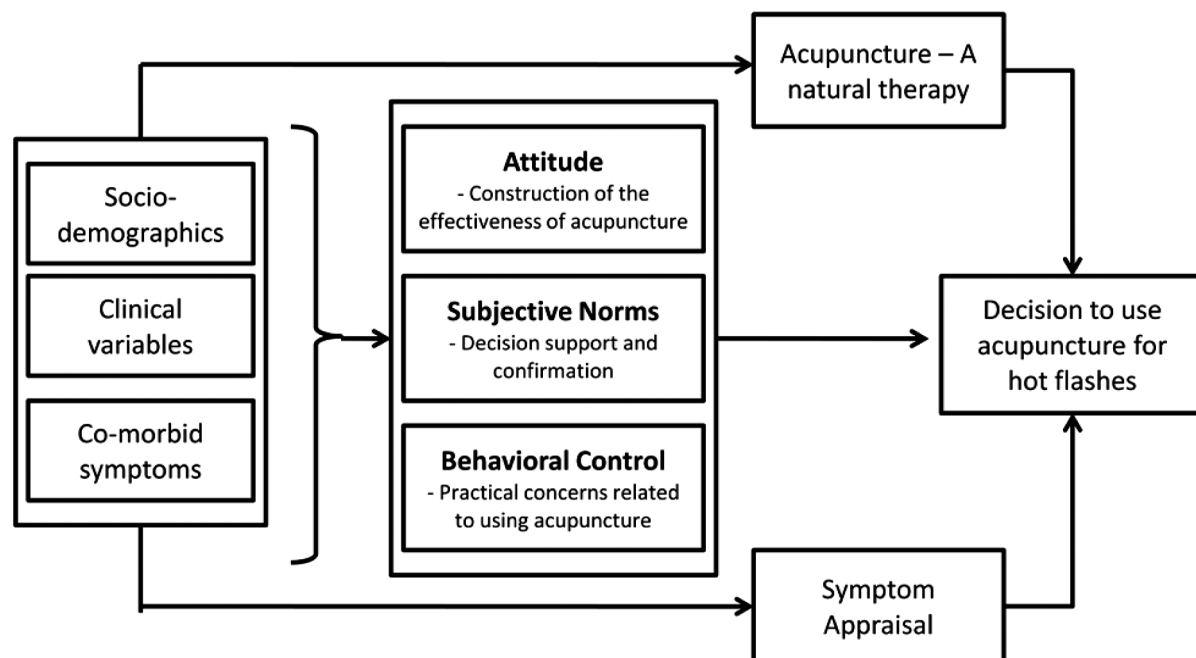 Acupuncture – A
natural therapy
Socio-
demographics
Clinical
variables
Co-morbid
symptoms
Attitude
- Construction of the
effectiveness of acupuncture
Subjective Norms
- Decision support and
confirmation
Behavioral Control
- Practical concerns related
to using acupuncture
Decision to use
acupuncture for
hot flashes
Symptom
Appraisal